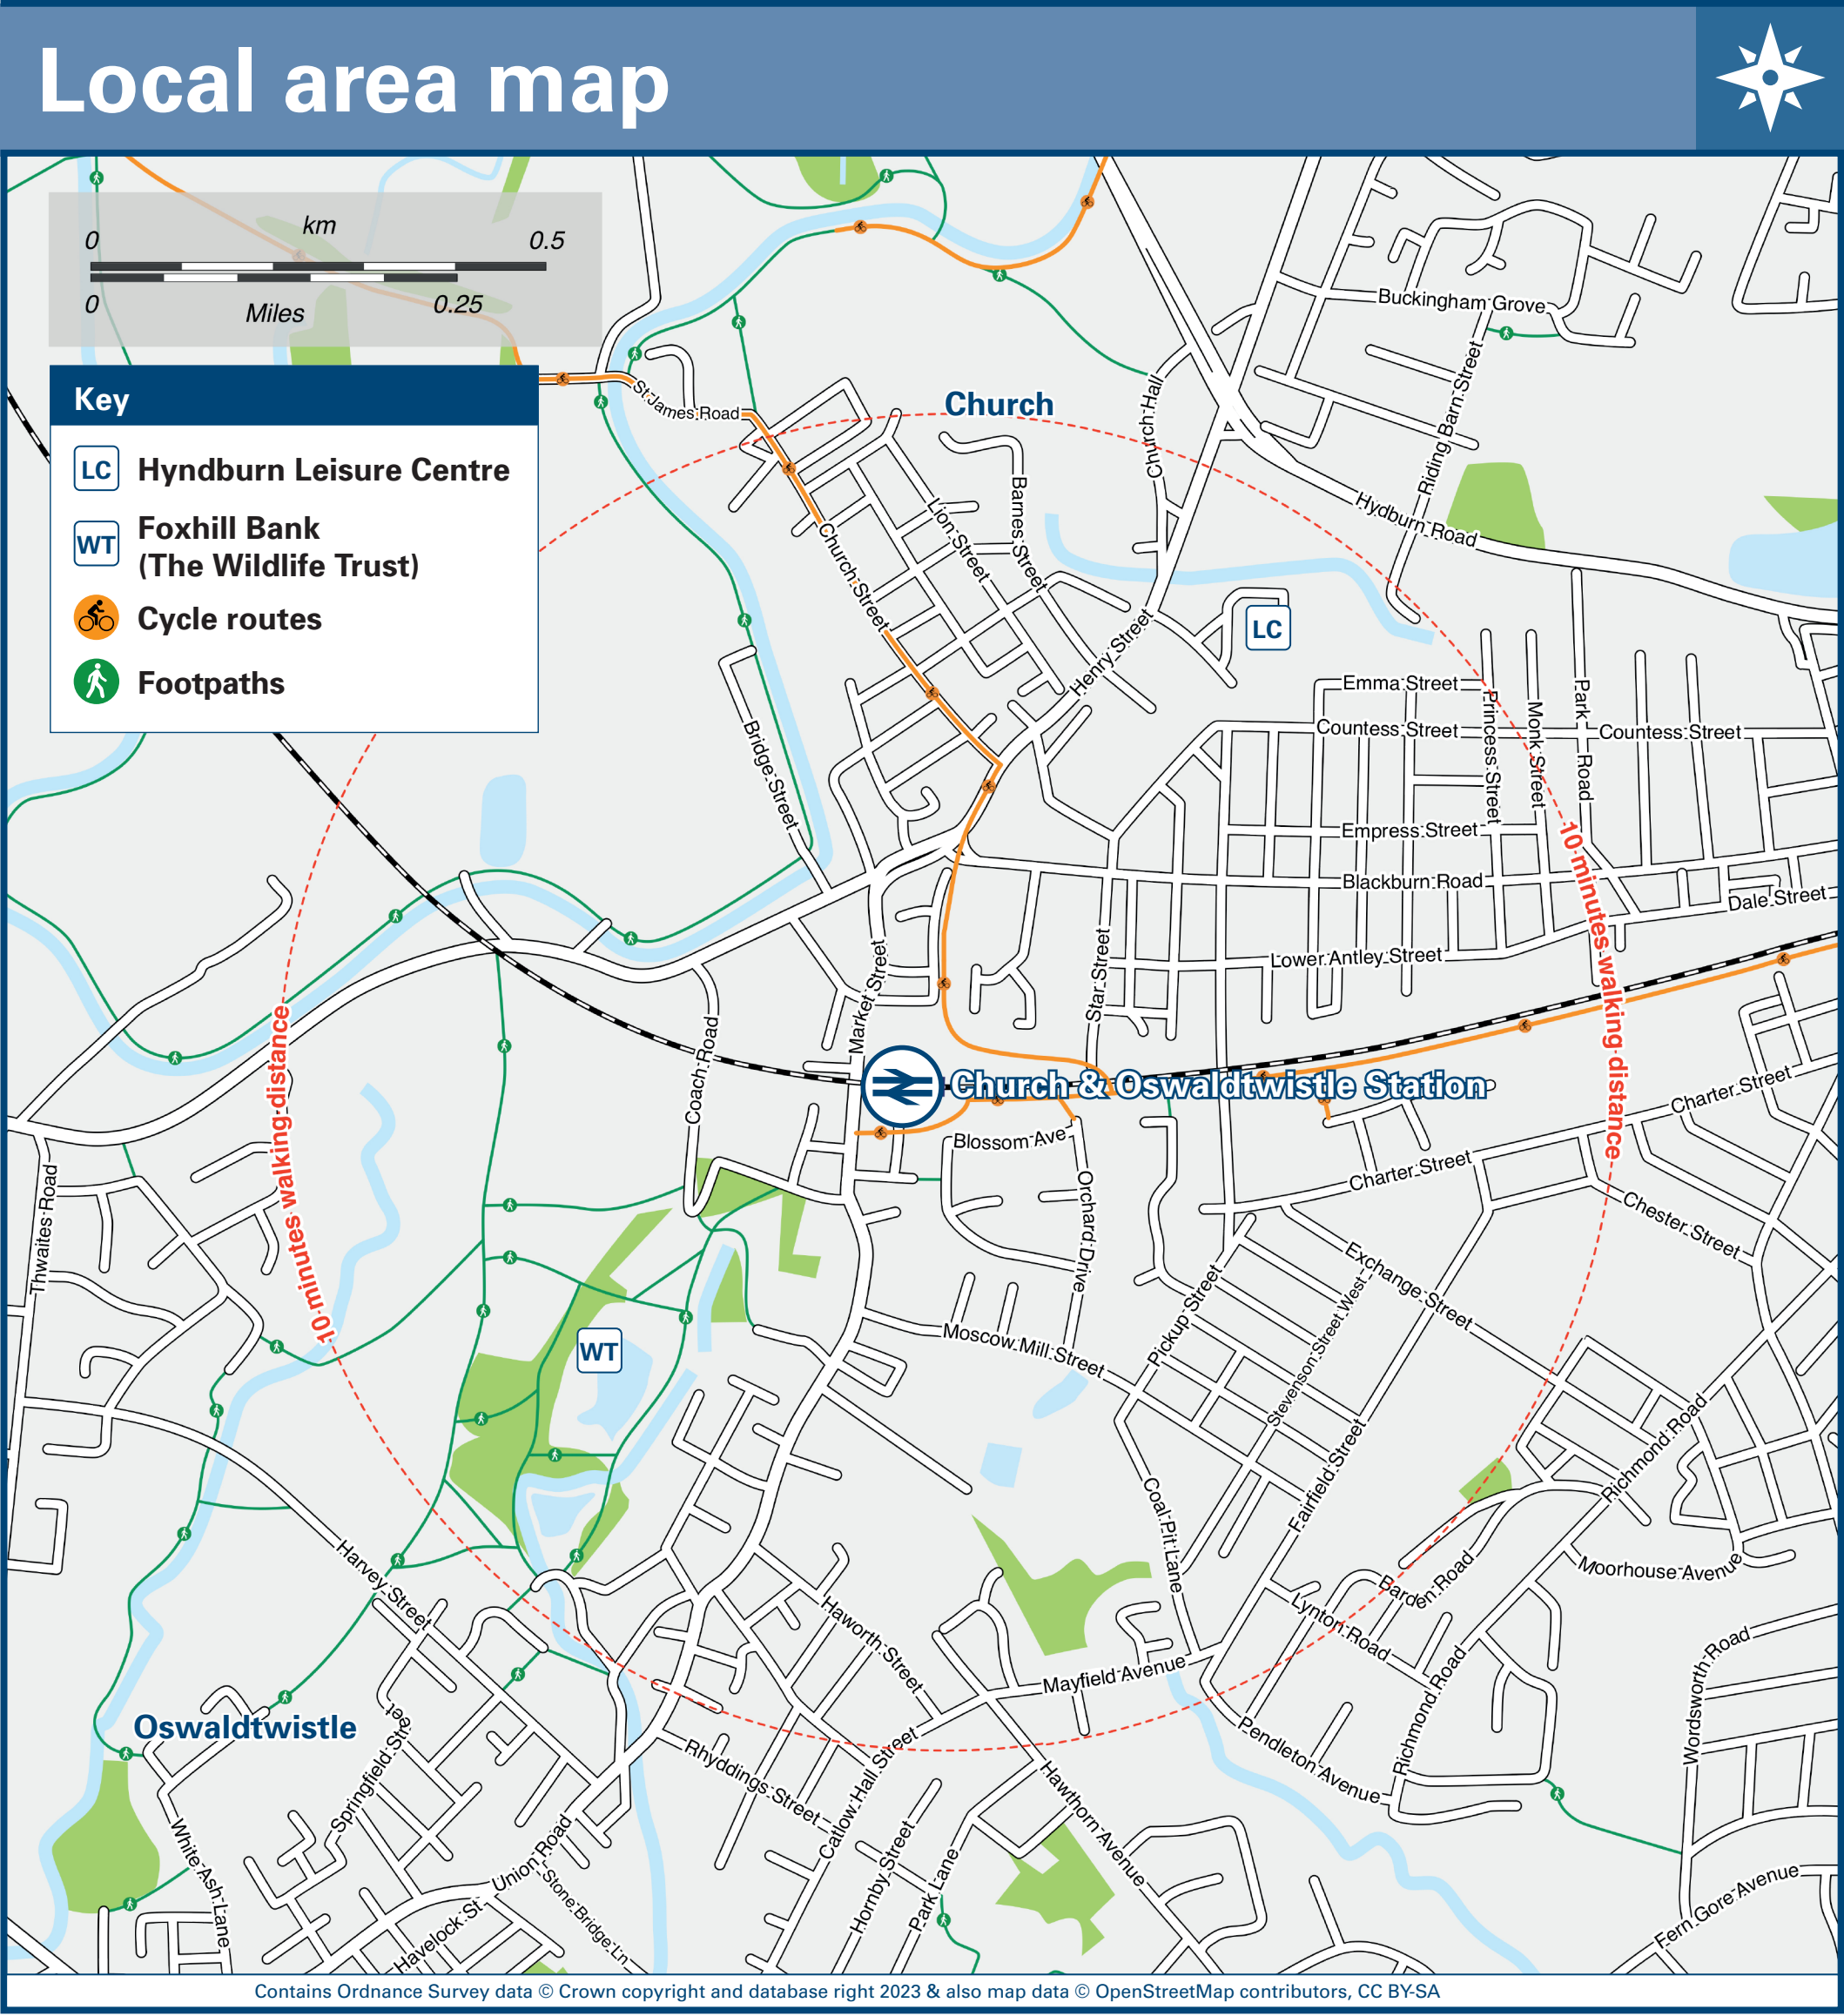 Local area map
km
0
0.5
0
0.25
Miles
Key
LC
Hyndburn Leisure Centre
WT
Foxhill Bank
(The Wildlife Trust)
Cycle routes
Footpaths
Buckingham Grove
St James Road
Church
Church Hall
Riding Barn Street
Hydburn Road
Barnes Street
Lion Street
Church Street
Henry Street
LC
Emma Street
Countess Street
Countess Street
Princess Street
Monk Street
Park Road
Bridge Street
Empress Street
Blackburn Road
Dale Street
Lower Antley Street
Star Street
Market Street
Coach Road
10 minutes walking distance
10 minutes walking distance
Church & Oswaldtwistle Station
Blossom Ave
Charter Street
Charter Street
Orchard Drive
Chester Street
Thwaites Road
Exchange Street
Pickup Street
Stevenson Street West
Moscow Mill Street
WT
Fairfield Street
Richmond Road
Coal Pit Lane
Harvey Street
Moorhouse Avenue
Barden Road
Lynton Road
Haworth Street
Mayfield Avenue
Richmond Road
Wordsworth Road
Oswaldtwistle
Springfield Street
Rhyddings Street
Catlow Hall Street
Pendleton Avenue
Hawthorn Avenue
White Ash Lane
Union Road
Hornby Street
Park Lane
Stone Bridge Ln
Havelock St
Fern Gore Avenue
Contains Ordnance Survey data © Crown copyright and database right 2023 & also map data © OpenStreetMap contributors, CC BY-SA